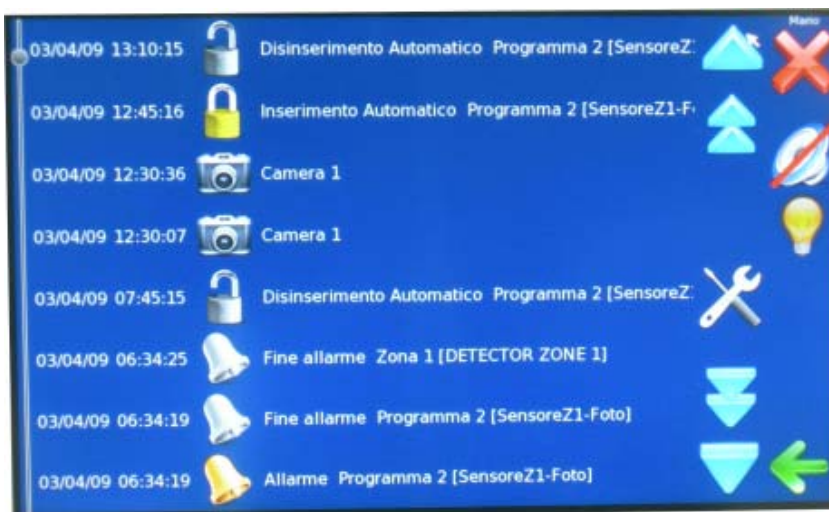 Mario
03/04/09 13:10:15 Disinserimento Automatico Programma 2 [SensoreZ
03/04/09 12:45:16 Inserimento Automatico Programma 2 [SensoreZ1-F
03/04/09 12:30:36 Camera 1
03/04/09 12:30:07 Camera 1
03/04/09 07:45:15 Disinserimento Automatico Programma 2 [SensoreZ
03/04/09 06:34:25 Fine allarme Zona 1 [DETECTOR ZONE 1]
03/04/09 06:34:19 Fine allarme Programma 2 [SensoreZ1-Foto]
03/04/09 06:34:19 Allarme Programma 2 [SensoreZ1-Foto]